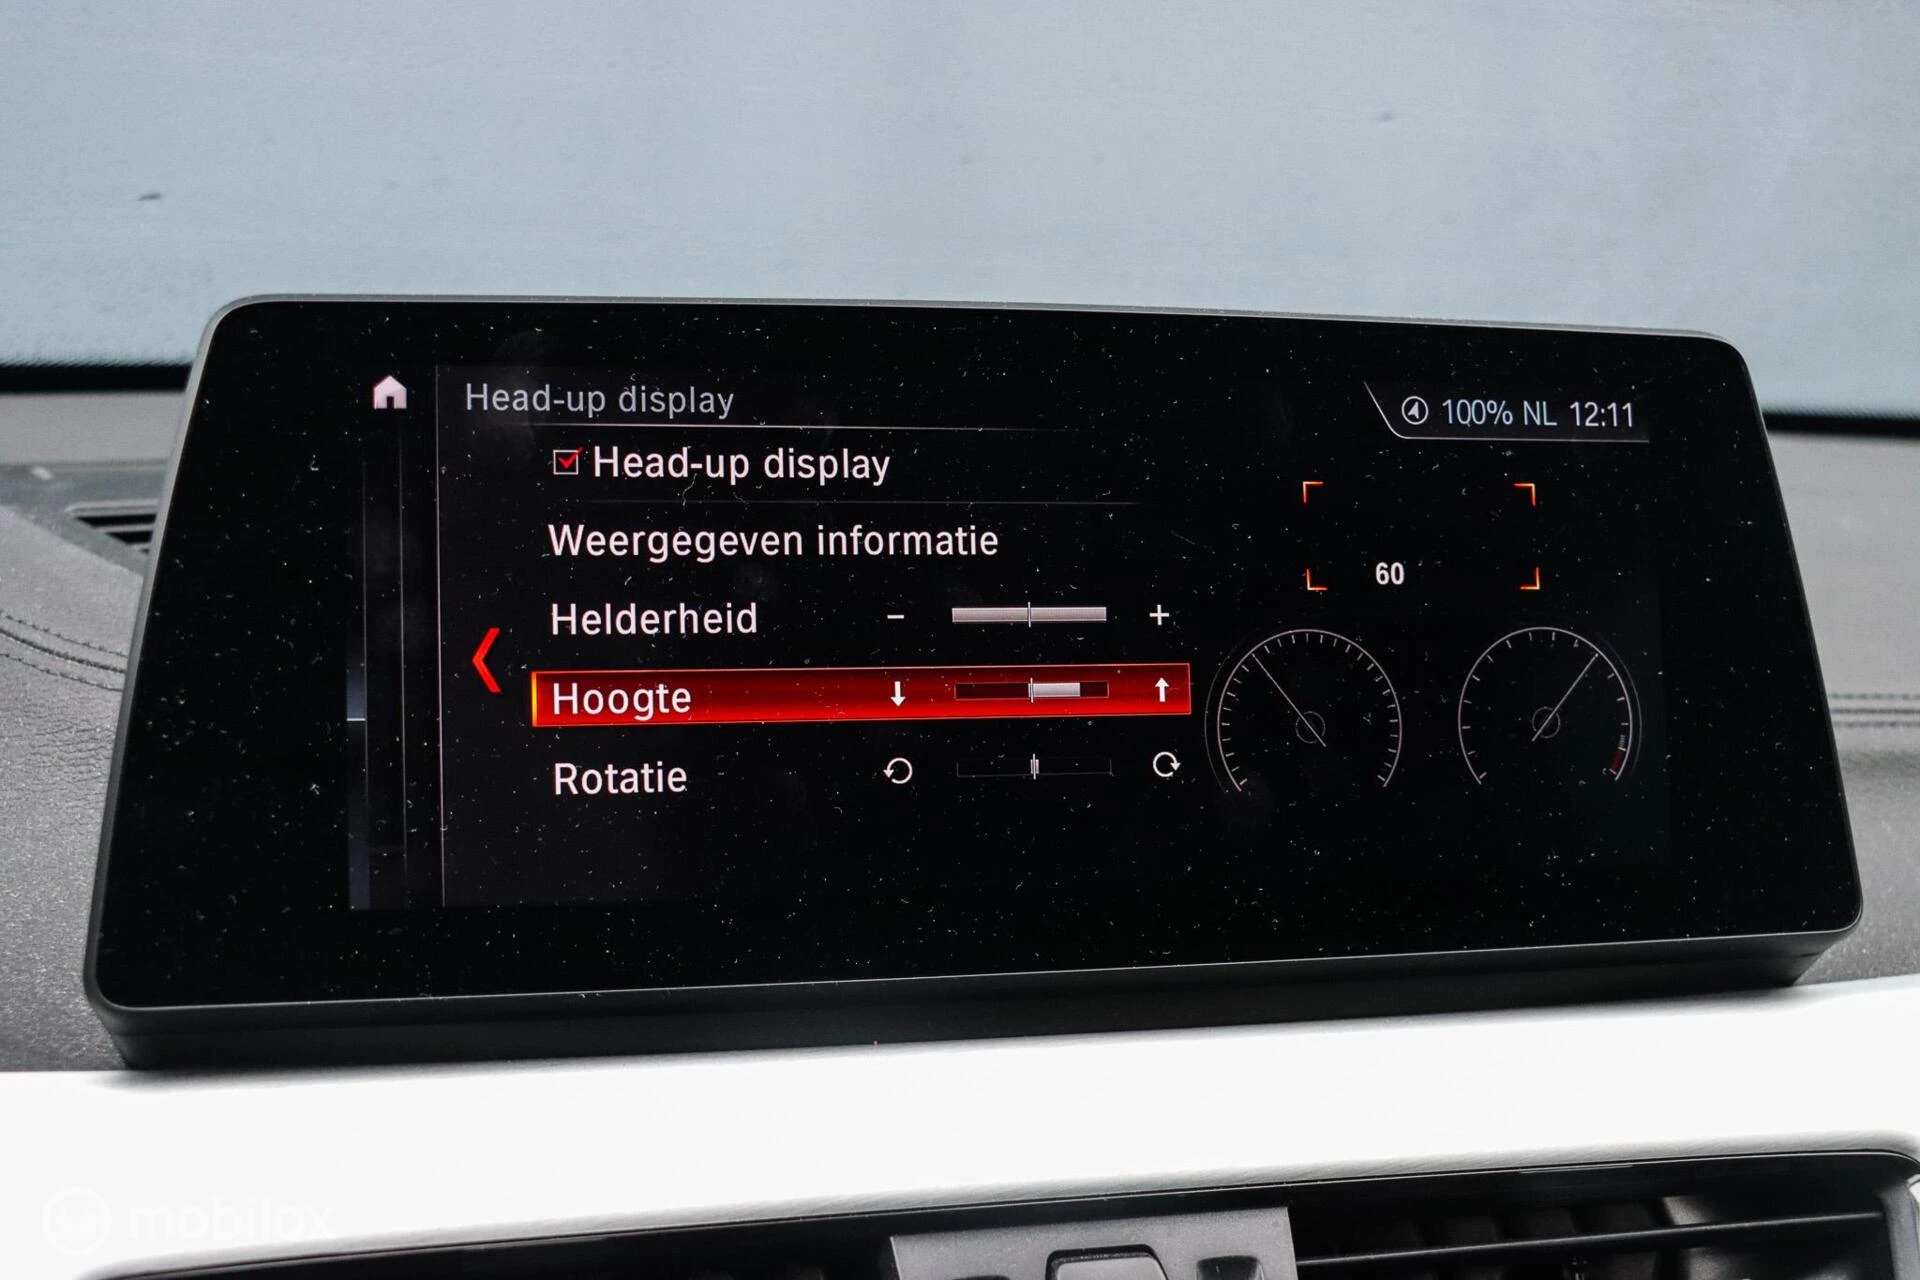 Head-up display
100% NL 12:11
Head-up display
Weergegeven informatie
Helderheid - +
Hoogte
Rotatie
60
mobilox